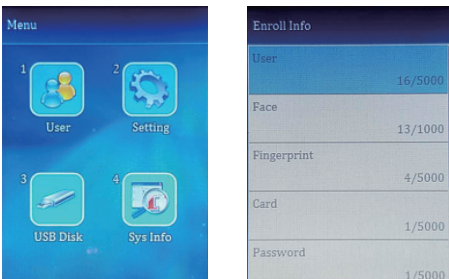 Menu
1
2
User
Setting
3
4
USB Disk
Sys Info
Enroll Info
User
16/5000
Face
13/1000
Fingerprint
4/5000
Card
1/5000
Password
1/5000